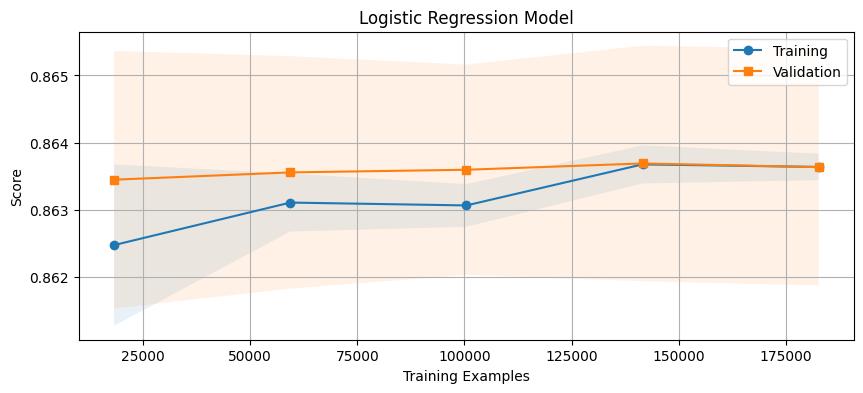 Logistic Regression Model
Training
Validation
0.865
0.864
0.863
0.862
Score
25000
50000
75000
100000
125000
150000
175000
Training Examples